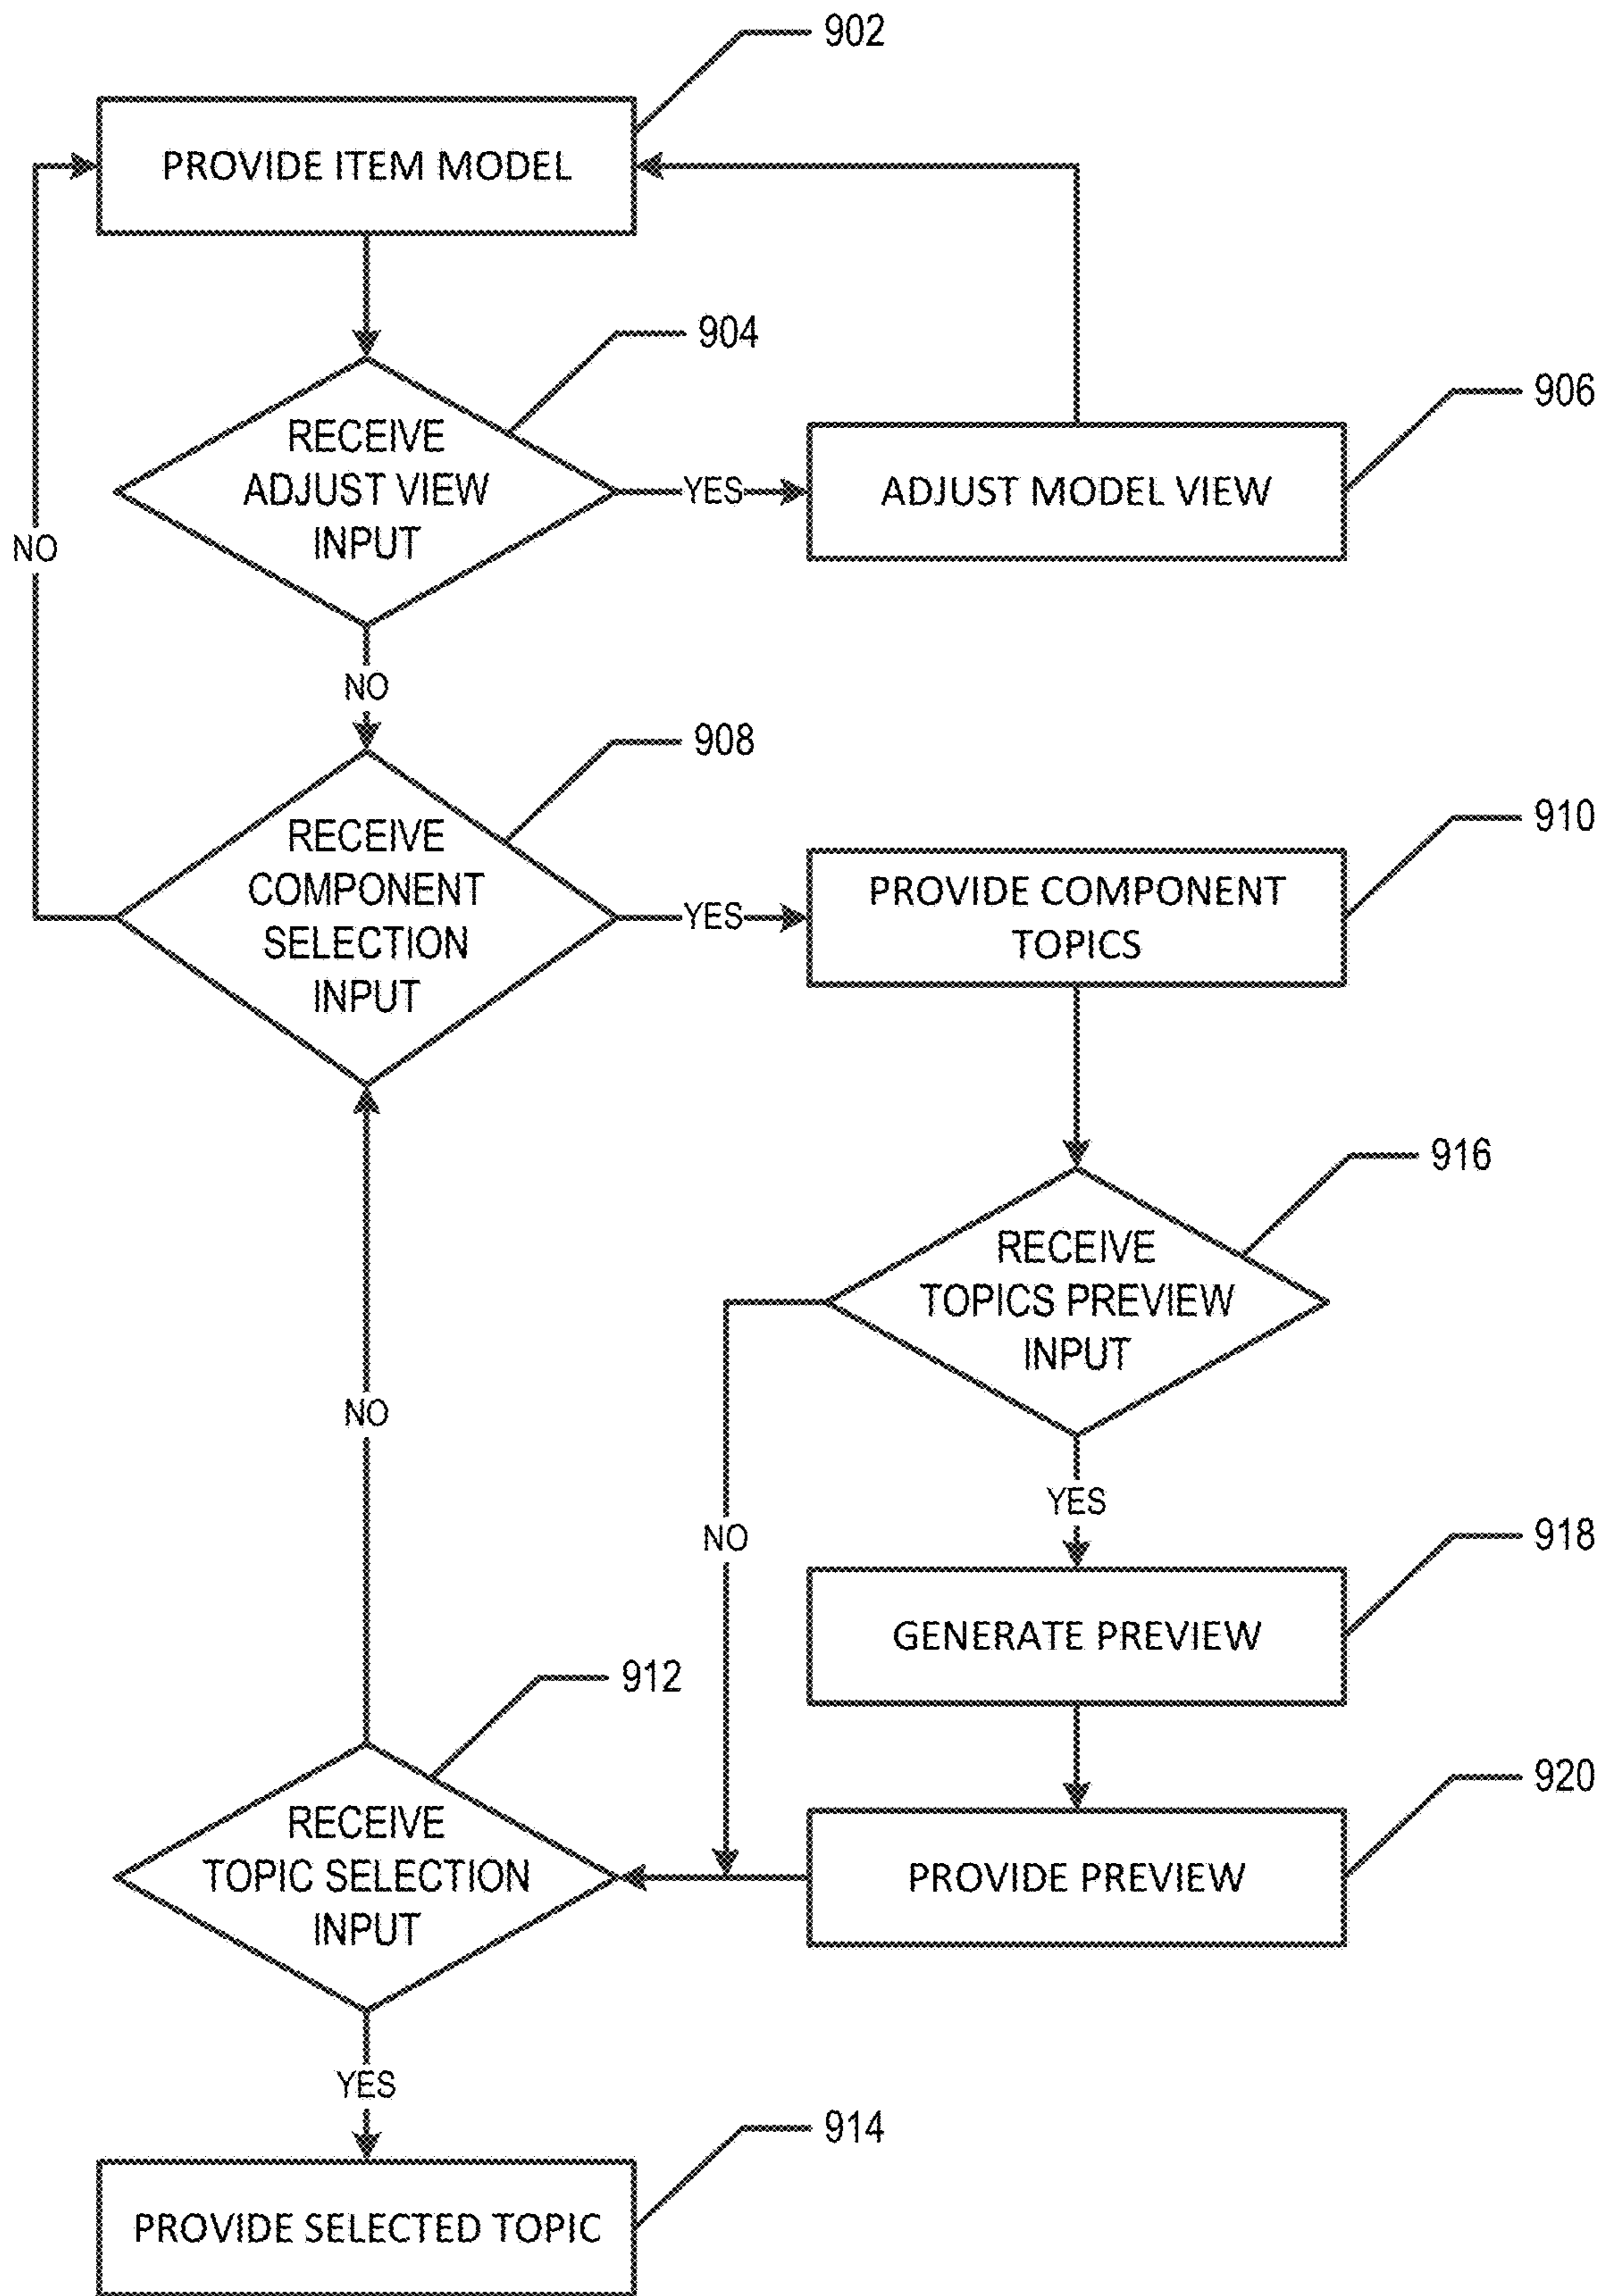 902
PROVIDE ITEM MODEL
904
RECEIVE
ADJUST VIEW
INPUT
YES
906
ADJUST MODEL VIEW
NO
NO
908
RECEIVE
COMPONENT
SELECTION
INPUT
YES
910
PROVIDE COMPONENT
TOPICS
916
RECEIVE
TOPICS PREVIEW
INPUT
NO
YES
NO
918
GENERATE PREVIEW
912
RECEIVE
TOPIC SELECTION
INPUT
920
PROVIDE PREVIEW
YES
914
PROVIDE SELECTED TOPIC